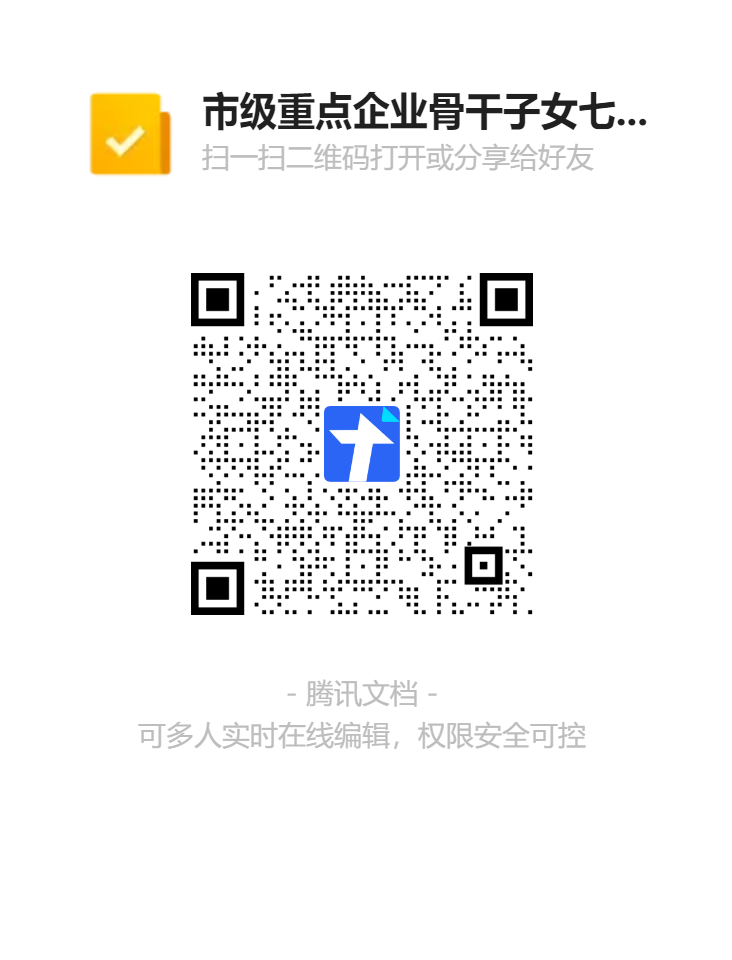 市级重点企业骨干子女七...
扫一扫二维码打开或分享给好友
- 腾讯文档 -
可多人实时在线编辑，权限安全可控